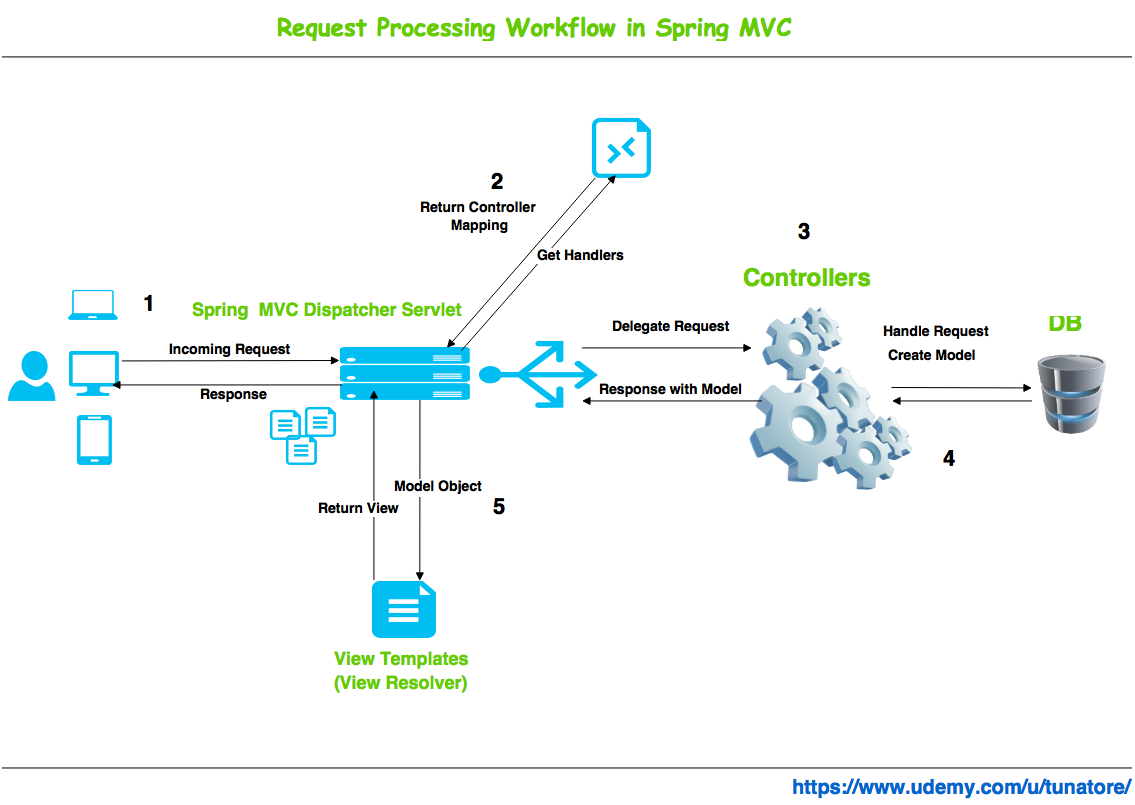 Request Processing Workflow in Spring MVC
2
Return Controller
Mapping
Get Handlers
3
Controllers
1
Spring MVC Dispatcher Servlet
Incoming Request
Response
Delegate Request
Response with Model
Handle Request
Create Model
DB
4
Model Object
5
Return View
View Templates
(View Resolver)
https://www.udemy.com/u/tunatore/